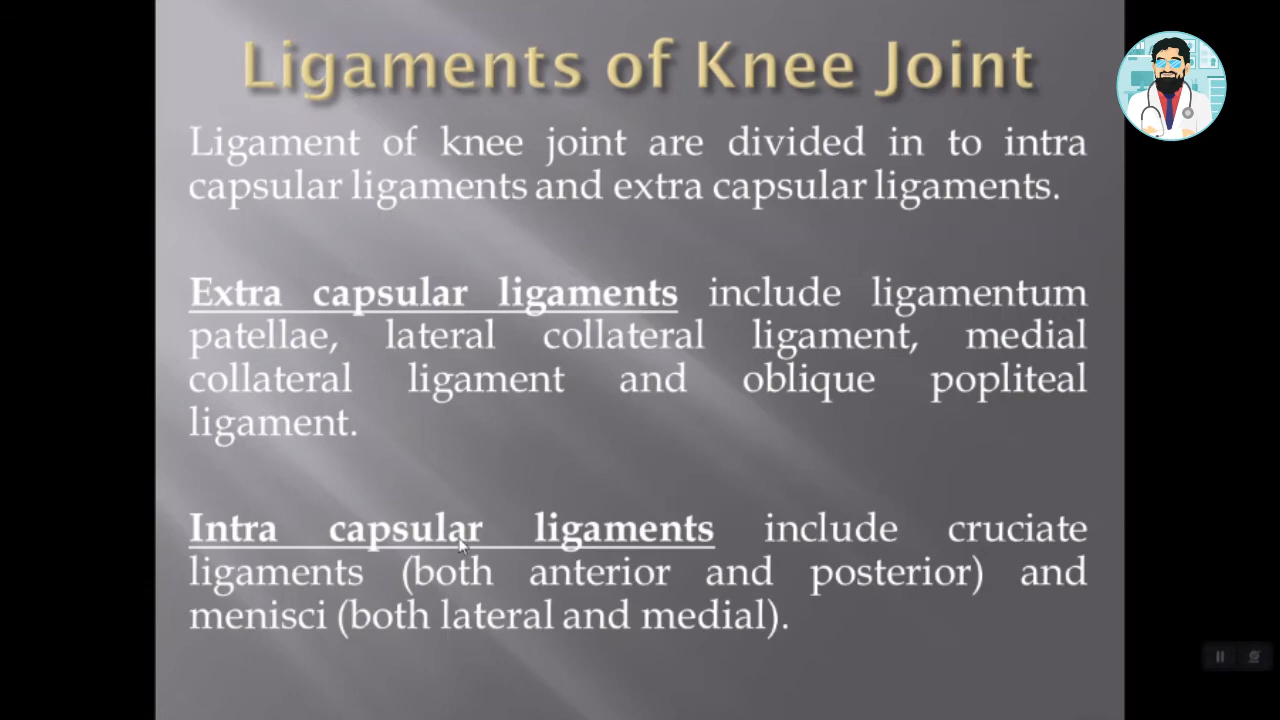 Ligaments of Knee Joint
Ligament of knee joint are divided in to intra
capsular ligaments and extra capsular ligaments.
Extra capsular ligaments include ligamentum
patellae, lateral collateral ligament, medial
collateral ligament and oblique popliteal
ligament.
Intra capsular ligaments include cruciate
ligaments (both anterior and posterior) and
menisci (both lateral and medial).